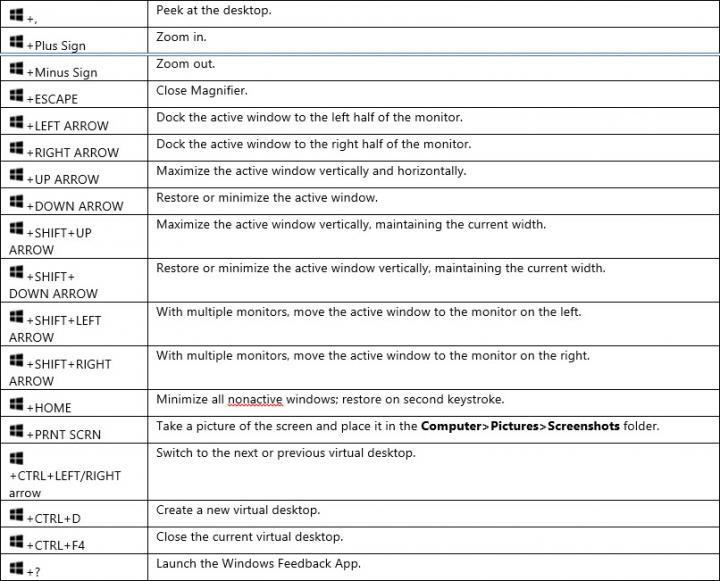 +, Peek at the desktop.
+Plus Sign Zoom in.
+Minus Sign Zoom out.
+ESCAPE Close Magnifier.
+LEFT ARROW Dock the active window to the left half of the monitor.
+RIGHT ARROW Dock the active window to the right half of the monitor.
+UP ARROW Maximize the active window vertically and horizontally.
+DOWN ARROW Restore or minimize the active window.
+SHIFT+UP Maximize the active window vertically, maintaining the current width.
ARROW
+SHIFT+ Restore or minimize the active window vertically, maintaining the current width.
DOWN ARROW
+SHIFT+LEFT With multiple monitors, move the active window to the monitor on the left.
ARROW
+SHIFT+RIGHT With multiple monitors, move the active window to the monitor on the right.
ARROW
+HOME Minimize all nonactive windows; restore on second keystroke.
+PRNT SCRN Take a picture of the screen and place it in the Computer>Pictures>Screenshots folder.
Switch to the next or previous virtual desktop.
+CTRL+LEFT/RIGHT
arrow
+CTRL+D Create a new virtual desktop.
+CTRL+F4 Close the current virtual desktop.
+? Launch the Windows Feedback App.